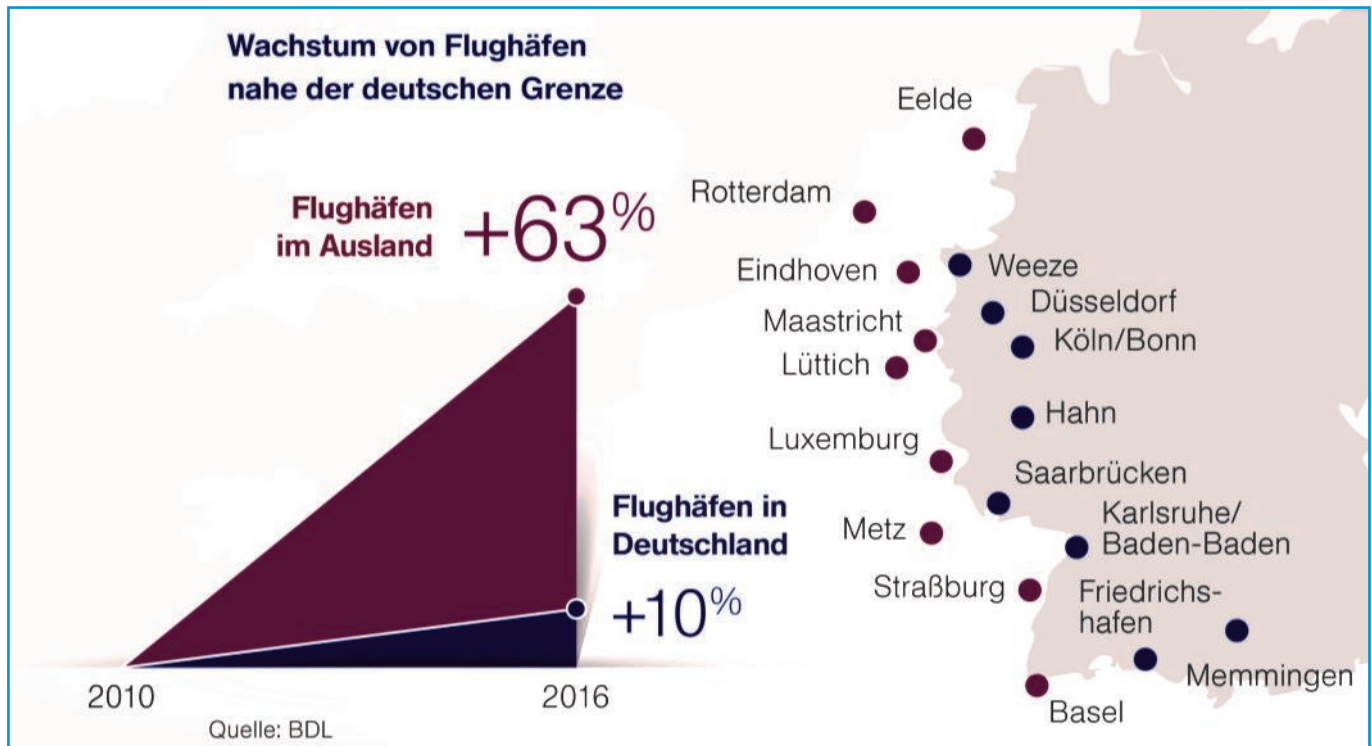 Wachstum von Flughäfen
nahe der deutschen Grenze
Flughäfen
im Ausland
+63%
Flughäfen in
Deutschland
+10%
2010
2016
Quelle: BDL
Eelde
Rotterdam
Eindhoven
Weeze
Düsseldorf
Maastricht
Köln/Bonn
Lüttich
Hahn
Luxemburg
Saarbrücken
Metz
Karlsruhe/
Baden-Baden
Straßburg
Friedrichs-
hafen
Memmingen
Basel